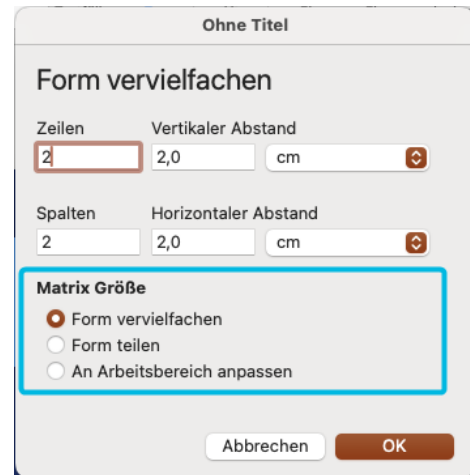 Ohne Titel
Form vervielfachen
Zeilen Vertikaler Abstand
2 2,0 cm
Spalten Horizontaler Abstand
2 2,0 cm
Matrix Größe
Form vervielfachen
Form teilen
An Arbeitsbereich anpassen
Abbrechen OK